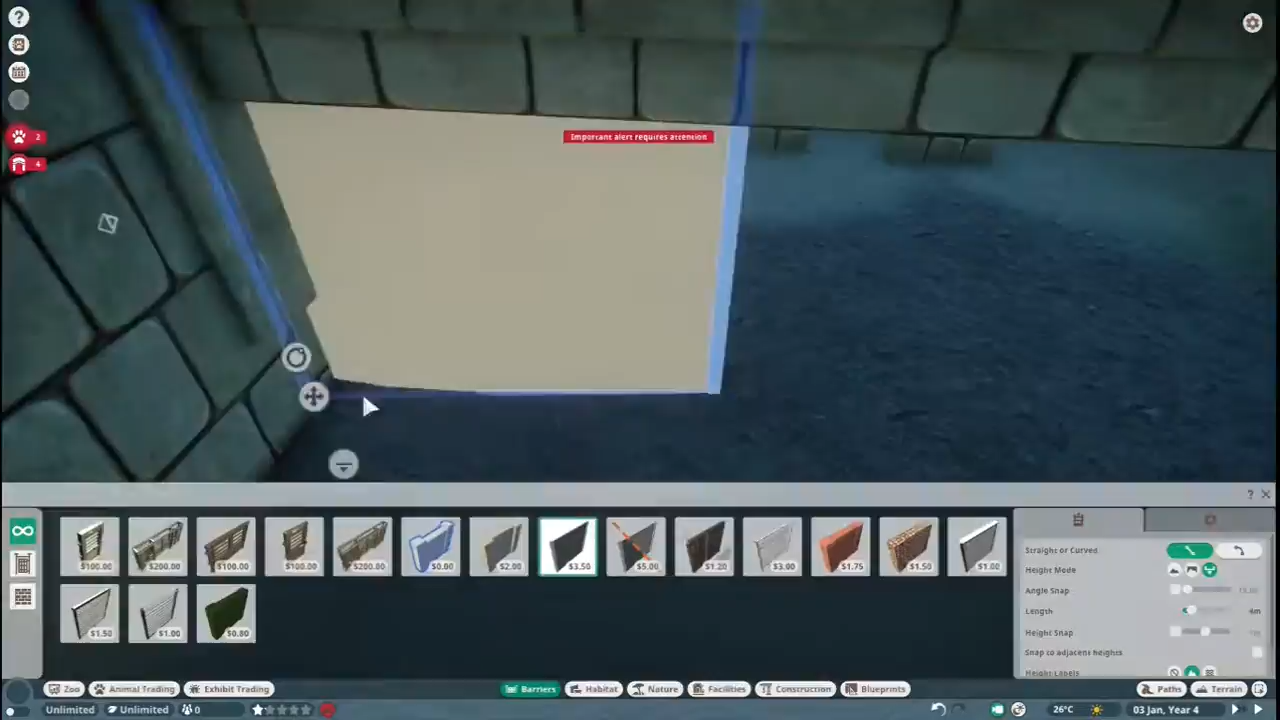 ?
2
4
Important alert requires attention
? ×
$100.00 $200.00 $100.00 $100.00 $200.00 $0.00 $2.00 $3.50 $5.00 $1.20 $3.00 $1.75 $1.50 $1.00
$1.50 $1.00 $0.80
Straight or Curved
Height Mode
Angle Snap
Length 4m
Height Snap
Snap to adjacent heights
Height Labels
Zoo Animal Trading Exhibit Trading Barriers Habitat Nature Facilities Construction Blueprints Paths Terrain
Unlimited Unlimited 0 26°C 03 Jan, Year 4